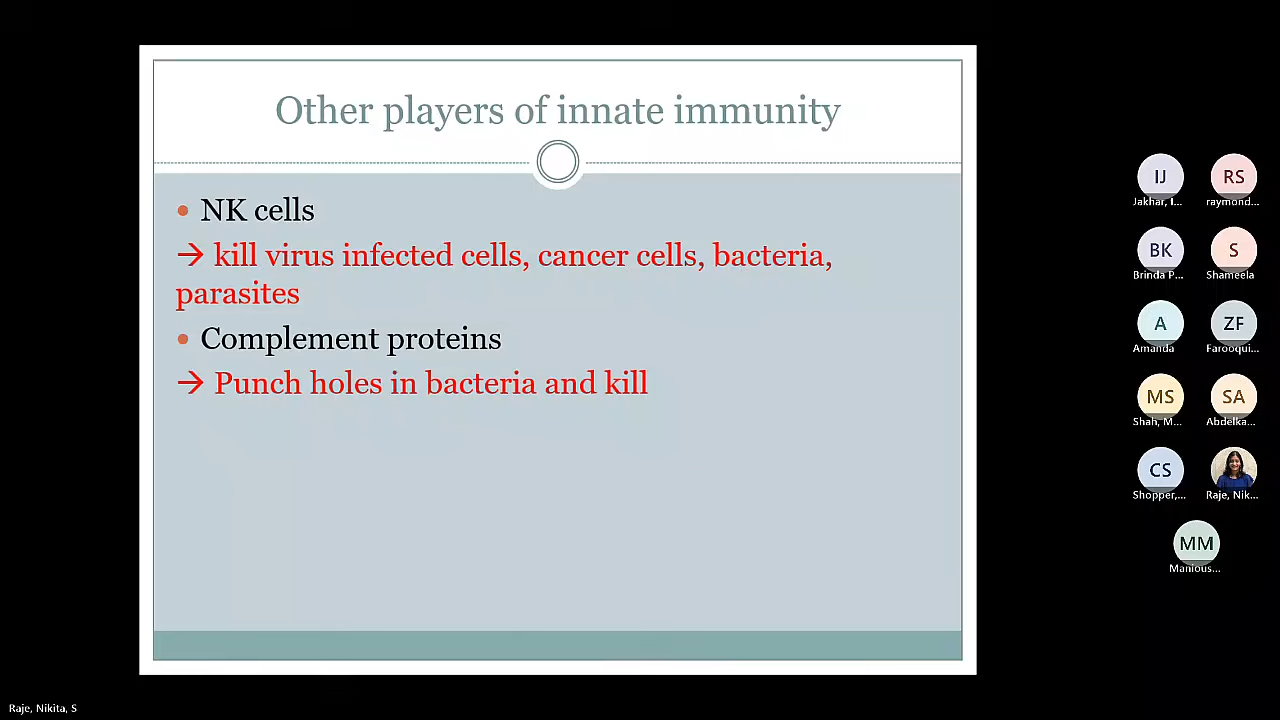 Other players of innate immunity
• NK cells
→ kill virus infected cells, cancer cells, bacteria,
parasites
• Complement proteins
→ Punch holes in bacteria and kill
IJ
Jakhar, I...
RS
raymond...
BK
Brinda P...
S
Shameela
A
Amanda
ZF
Farooqui...
MS
Shah, M...
SA
Abdelka...
CS
Shopper,...
Raje, Nik...
MM
Manious...
Raje, Nikita, S